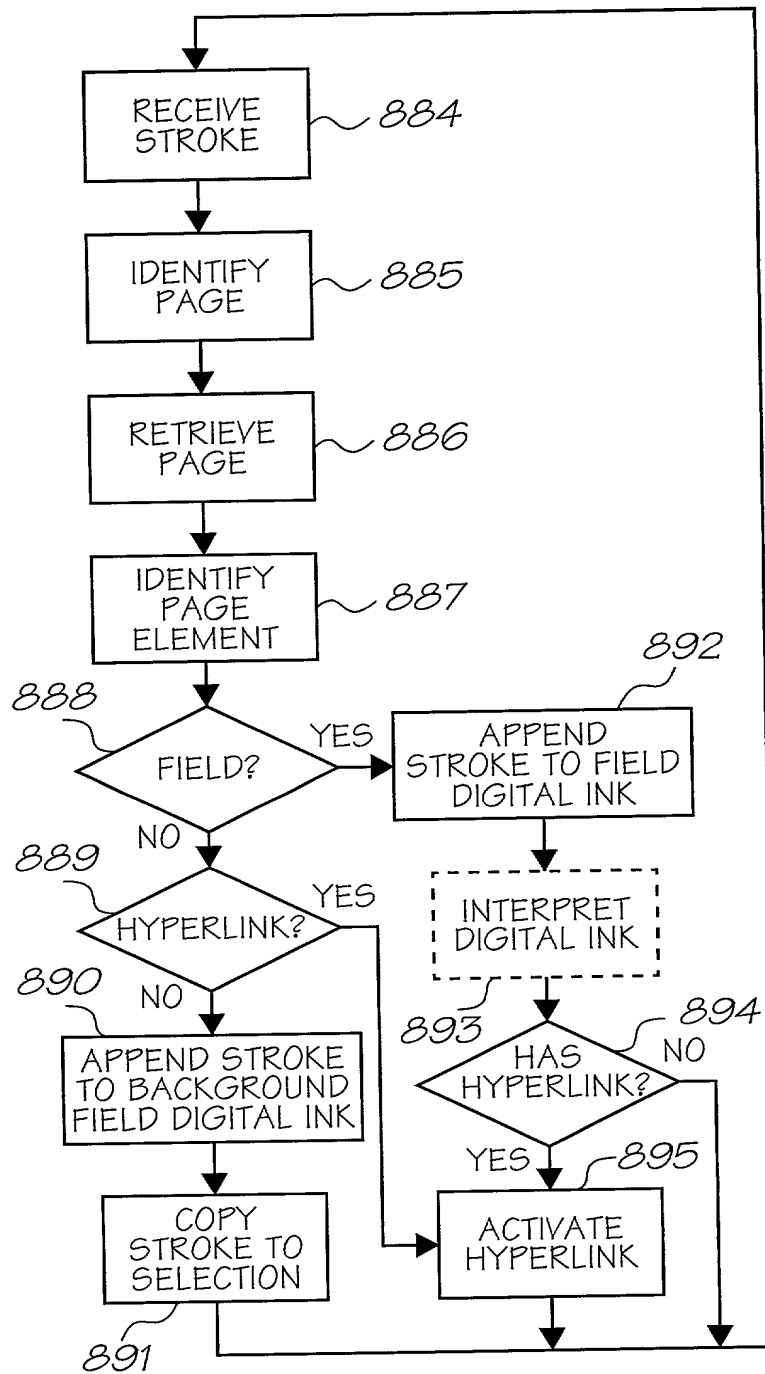 RECEIVE
STROKE
884
IDENTIFY
PAGE
885
RETRIEVE
PAGE
886
IDENTIFY
PAGE
ELEMENT
887
888
FIELD?
YES
NO
892
APPEND
STROKE TO FIELD
DIGITAL INK
889
HYPERLINK?
YES
NO
INTERPRET
DIGITAL INK
893
890
APPEND STROKE
TO BACKGROUND
FIELD DIGITAL INK
894
HAS
HYPERLINK?
NO
YES
COPY
STROKE TO
SELECTION
891
895
ACTIVATE
HYPERLINK